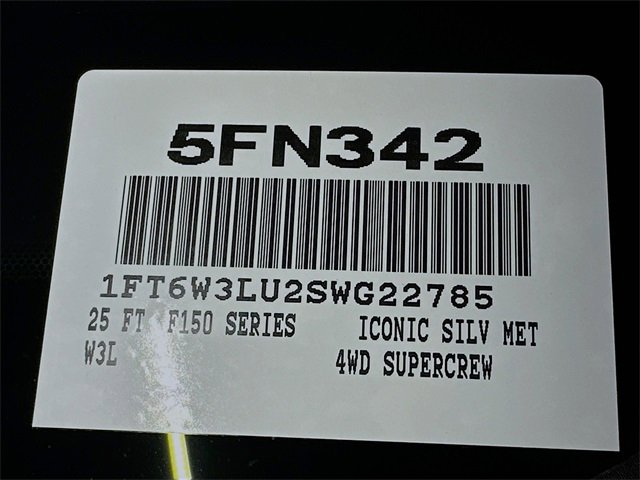 5FN342
1FT6W3LU2SWG22785
25 FT F150 SERIES ICONIC SILV MET
W3L 4WD SUPERCREW